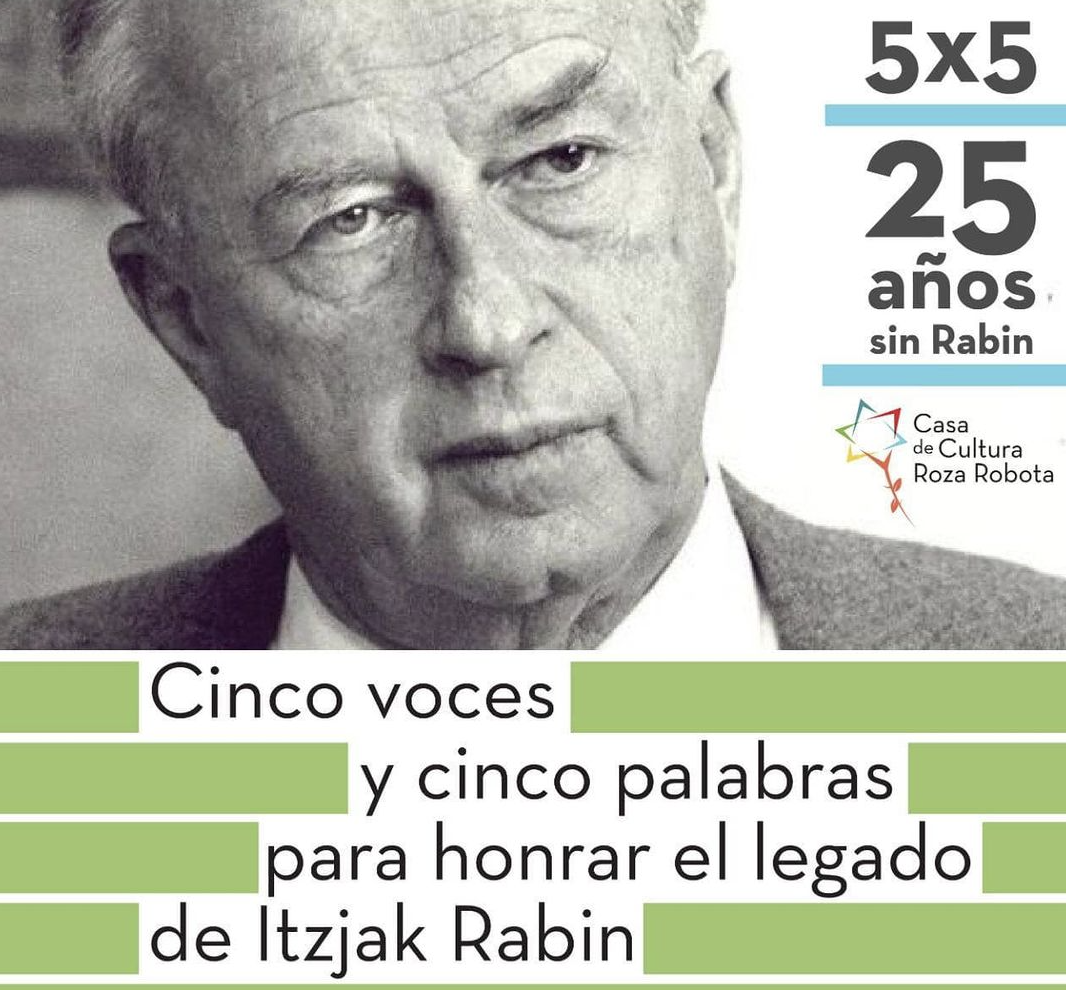 5x5
25
años
sin Rabin
Casa
de Cultura
Roza Robota
Cinco voces
y cinco palabras
para honrar el legado
de Itzjak Rabin